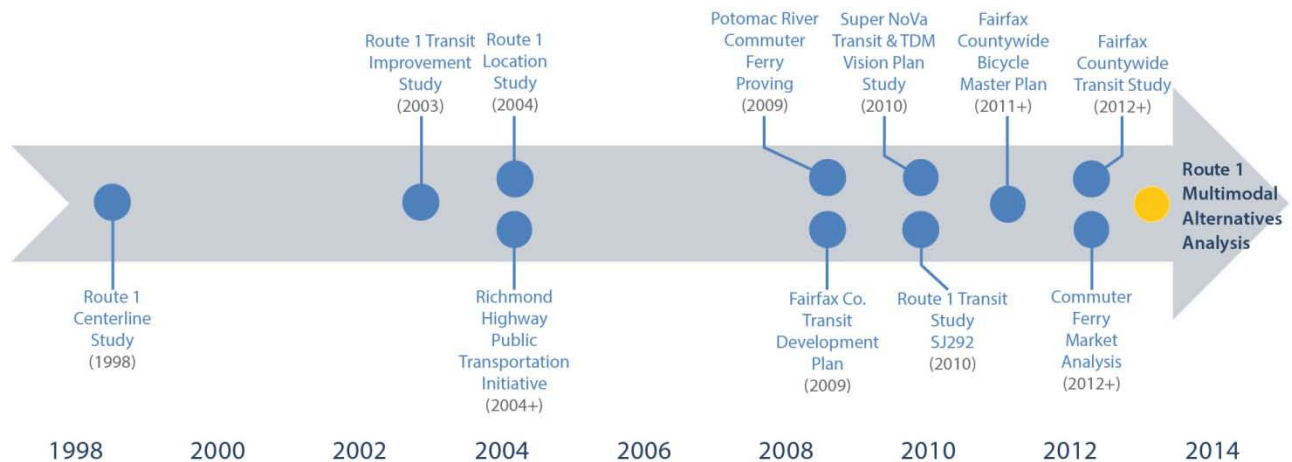 Route 1 Transit
Improvement
Study
(2003)
Route 1
Location
Study
(2004)
Potomac River
Commuter
Ferry
Proving
(2009)
Super NoVa
Transit & TDM
Vision Plan
Study
(2010)
Fairfax
Countywide
Bicycle
Master Plan
(2011+)
Fairfax
Countywide
Transit Study
(2012+)
Route 1
Multimodal
Alternatives
Analysis
Route 1
Centerline
Study
(1998)
Richmond
Highway
Public
Transportation
Initiative
(2004+)
Fairfax Co.
Transit
Development
Plan
(2009)
Route 1 Transit
Study
SJ292
(2010)
Commuter
Ferry
Market
Analysis
(2012+)
1998 2000 2002 2004 2006 2008 2010 2012 2014